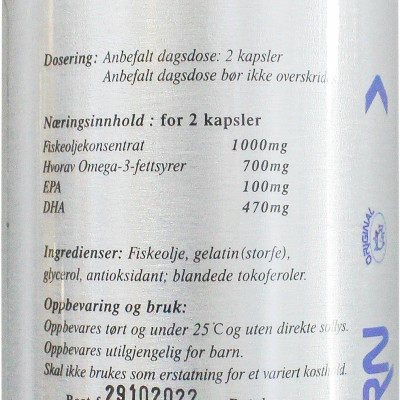 Dosering: Anbefalt dagsdose: 2 kapsler
Anbefalt dagsdose bør ikke overskrid
Næringsinnhold : for 2 kapsler
Fiskeoljekonsentrat 1000mg
Hvorav Omega-3-fettsyrer 700mg
EPA 100mg
DHA 470mg
Ingredienser: Fiskeolje, gelatin(storfe),
glycerol, antioksidant; blandede tokoferoler.
Oppbevaring og bruk:
Oppbevares tørt og under 25°C og uten direkte sollys.
Oppbevares utilgjengelig for barn.
Skal ikke brukes som erstatning for et variert kosthold.
29102022
ORIGINAL
RN